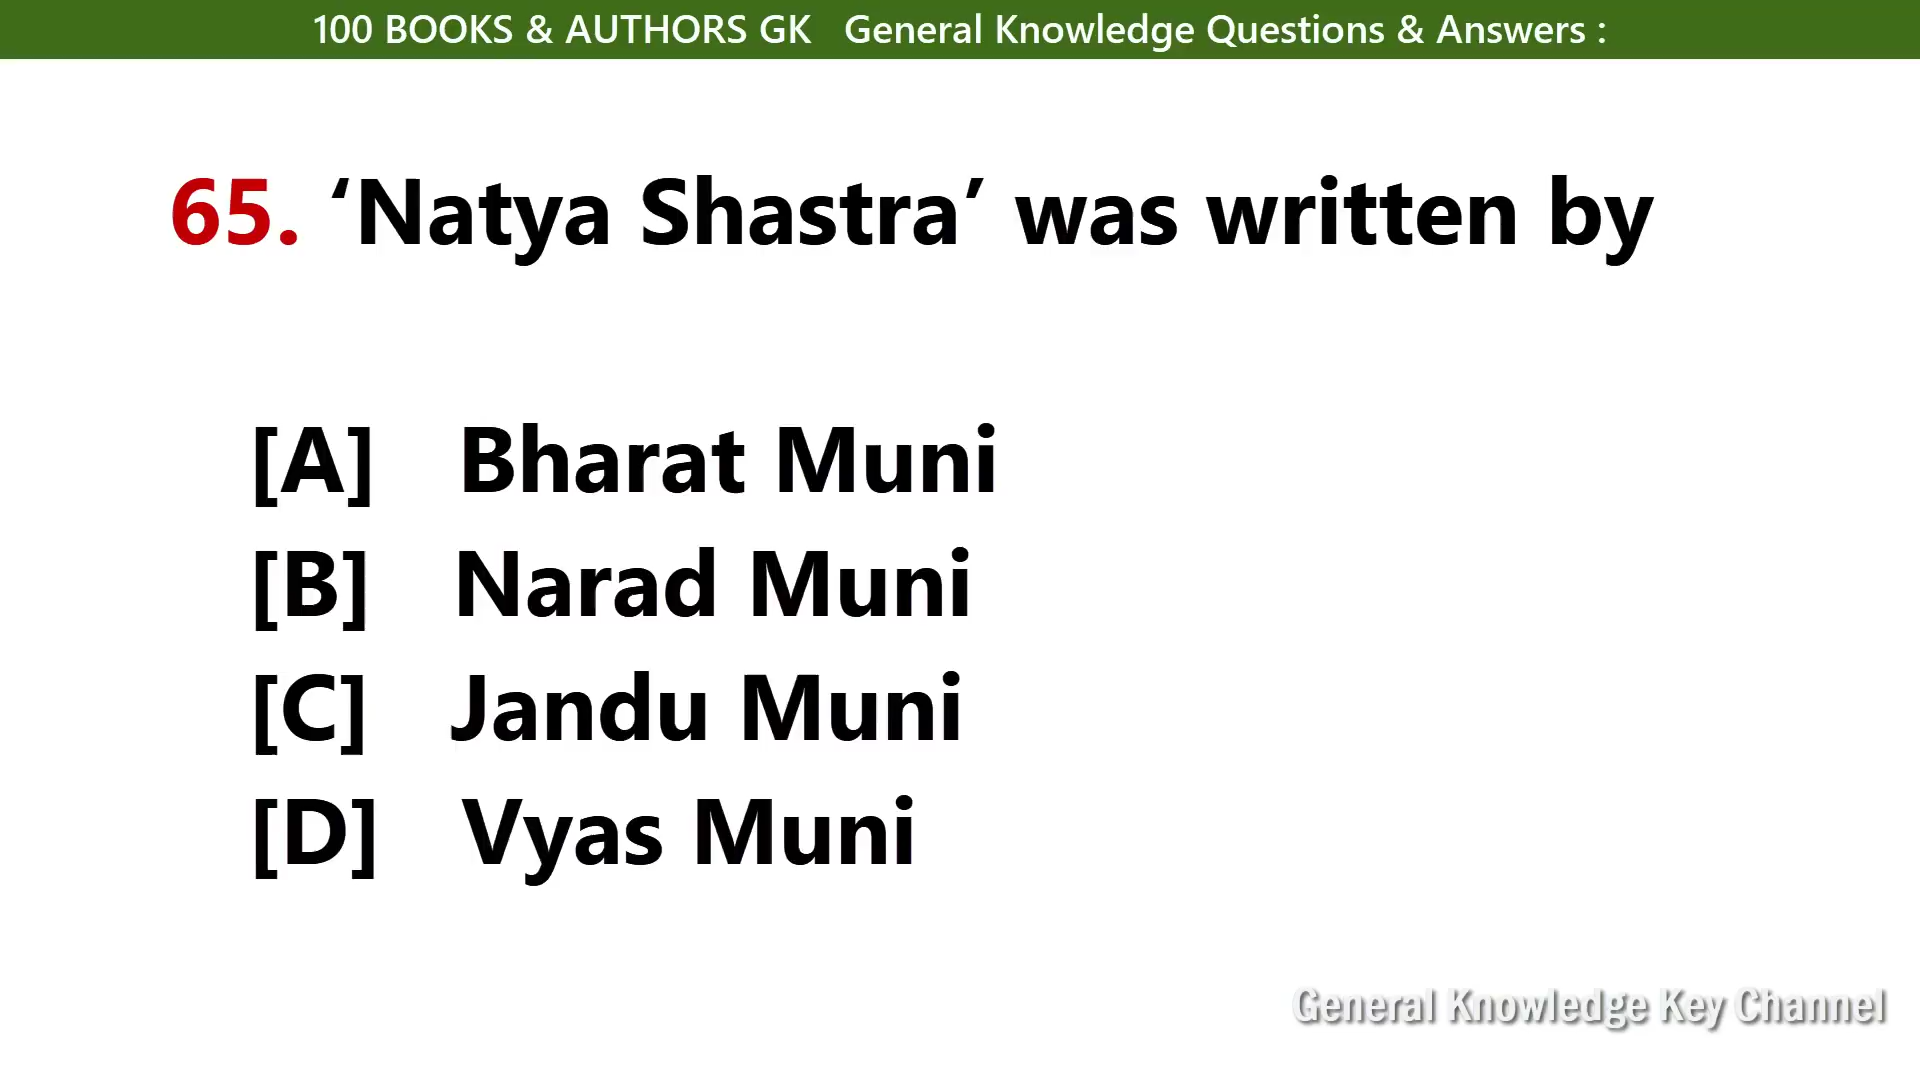 100 BOOKS & AUTHORS GK General Knowledge Questions & Answers :
65. ‘Natya Shastra’ was written by
[A] Bharat Muni
[B] Narad Muni
[C] Jandu Muni
[D] Vyas Muni
General Knowledge Key Channel